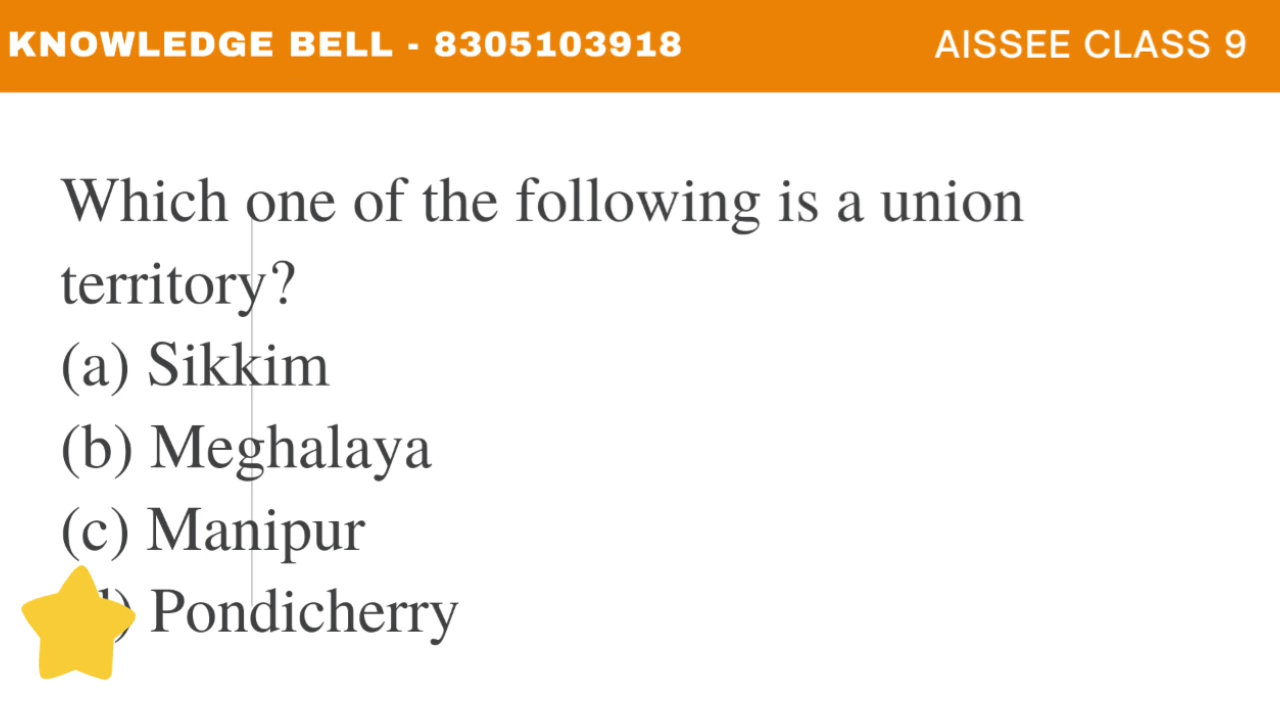 KNOWLEDGE BELL - 8305103918
AISSEE CLASS 9
Which one of the following is a union
territory?
(a) Sikkim
(b) Meghalaya
(c) Manipur
Pondicherry